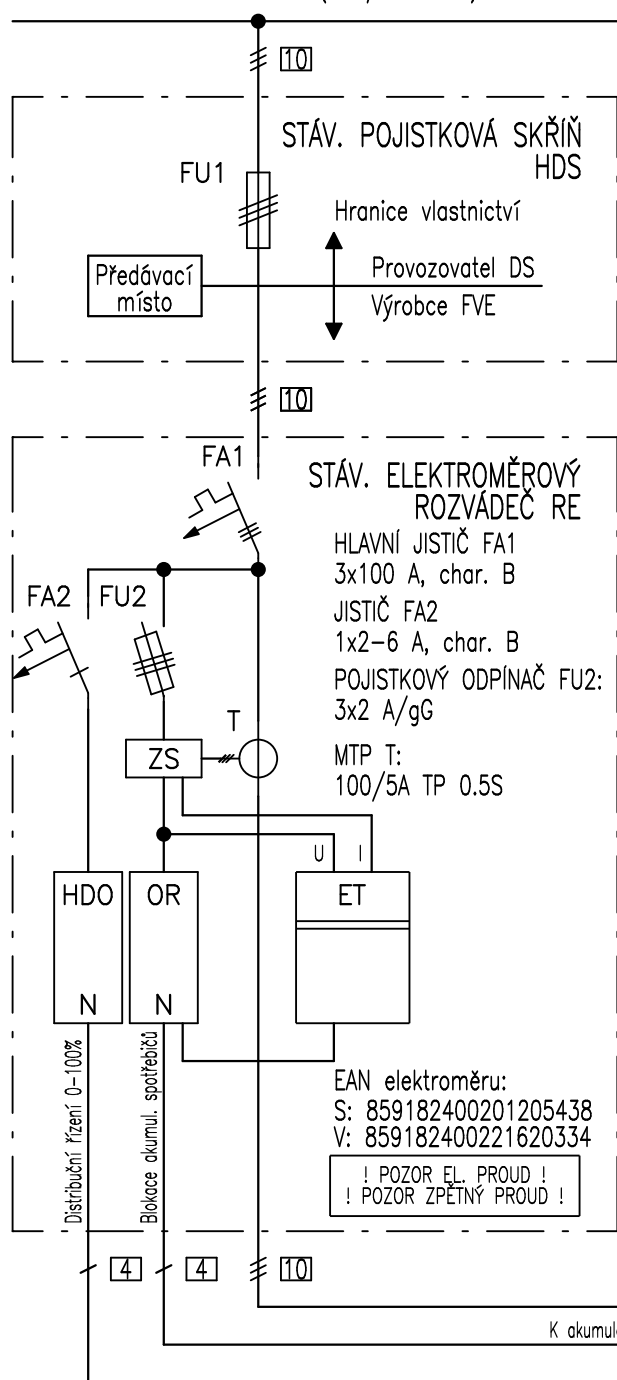 10
STÁV. POJISTKOVÁ SKŘÍŇ
HDS
FU1
Hranice vlastnictví
Předávací
místo
Provozovatel DS
Výrobce FVE
10
FA1
STÁV. ELEKTROMĚROVÝ
ROZVÁDEČ RE
HLAVNÍ JISTIČ FA1
3x100 A, char. B
FA2
FU2
JISTIČ FA2
1x2-6 A, char. B
POJISTKOVÝ ODPÍNAČ FU2:
3x2 A/gG
T
ZS
MTP T:
100/5A TP 0.5S
U
I
HDO
OR
ET
N
N
Distribuční řízení 0-100%
Blokace akumul. spotřebičů
EAN elektroměru:
S: 859182400201205438
V: 859182400221620334
! POZOR EL. PROUD !
! POZOR ZPĚTNÝ PROUD !
4
4
10
K akumul